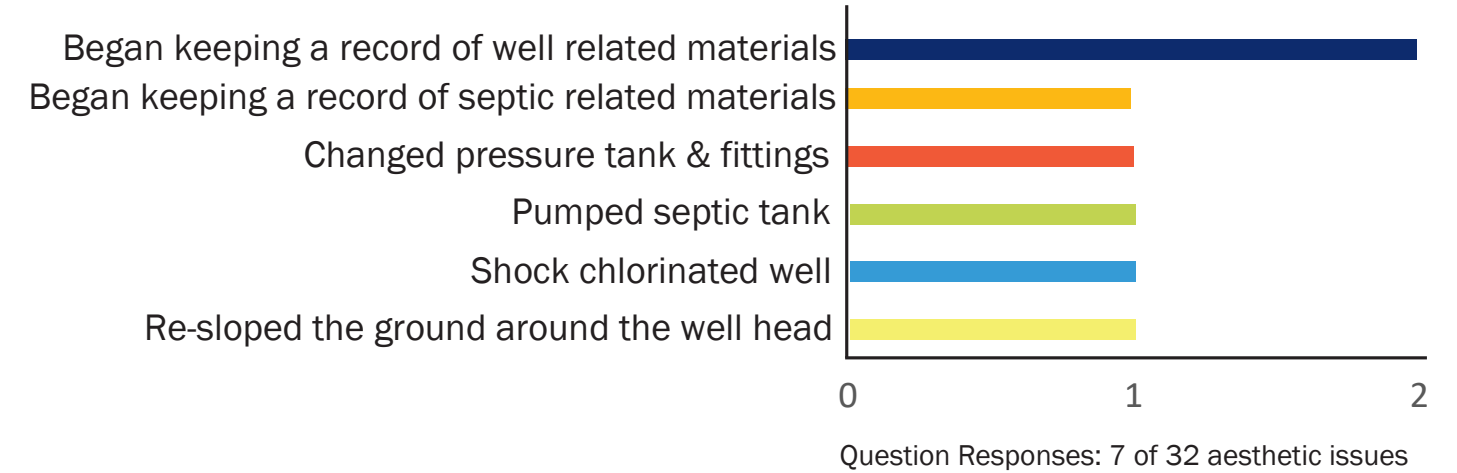 Began keeping a record of well related materials
Began keeping a record of septic related materials
Changed pressure tank & fittings
Pumped septic tank
Shock chlorinated well
Re-sloped the ground around the well head
0 1 2
Question Responses: 7 of 32 aesthetic issues